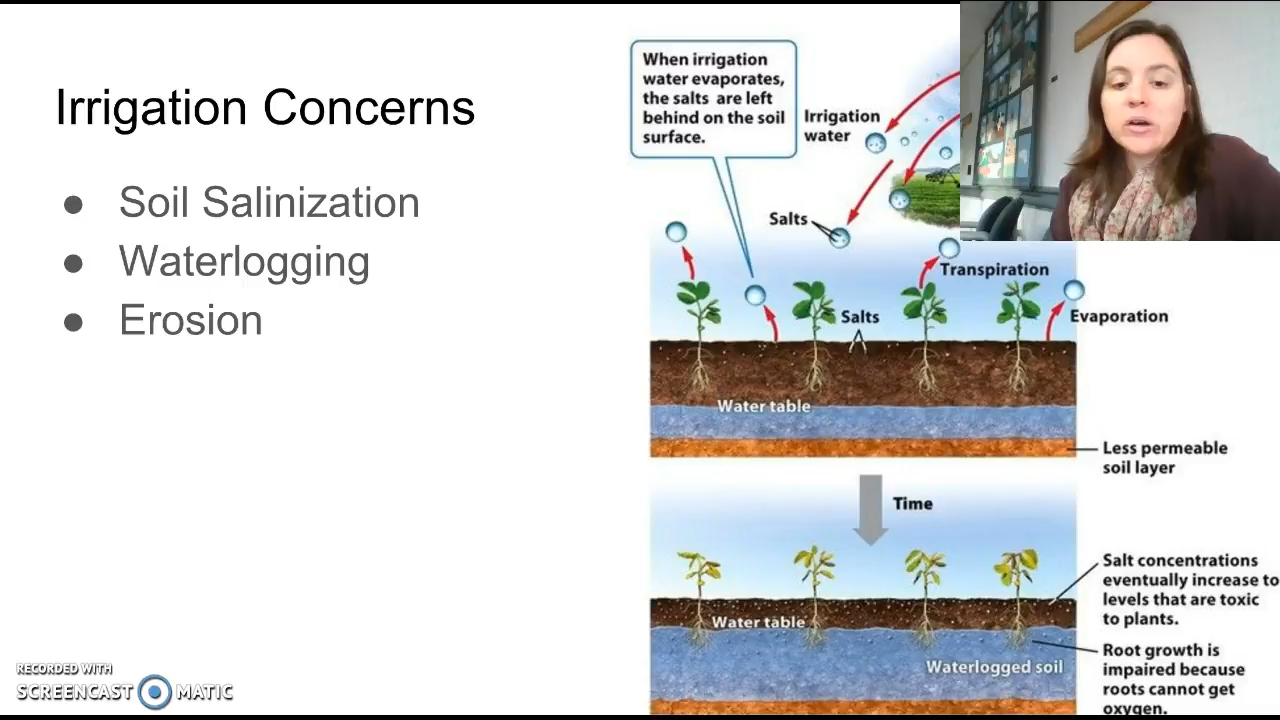 Irrigation Concerns
● Soil Salinization
● Waterlogging
● Erosion
When irrigation
water evaporates,
the salts are left
behind on the soil
surface.
Irrigation
water
Salts
Transpiration
Salts
Evaporation
Water table
Less permeable
soil layer
Time
Salt concentrations
eventually increase to
levels that are toxic
to plants.
Water table
Root growth is
impaired because
roots cannot get
oxygen.
Waterlogged soil
RECORDED WITH
SCREENCAST MATIC